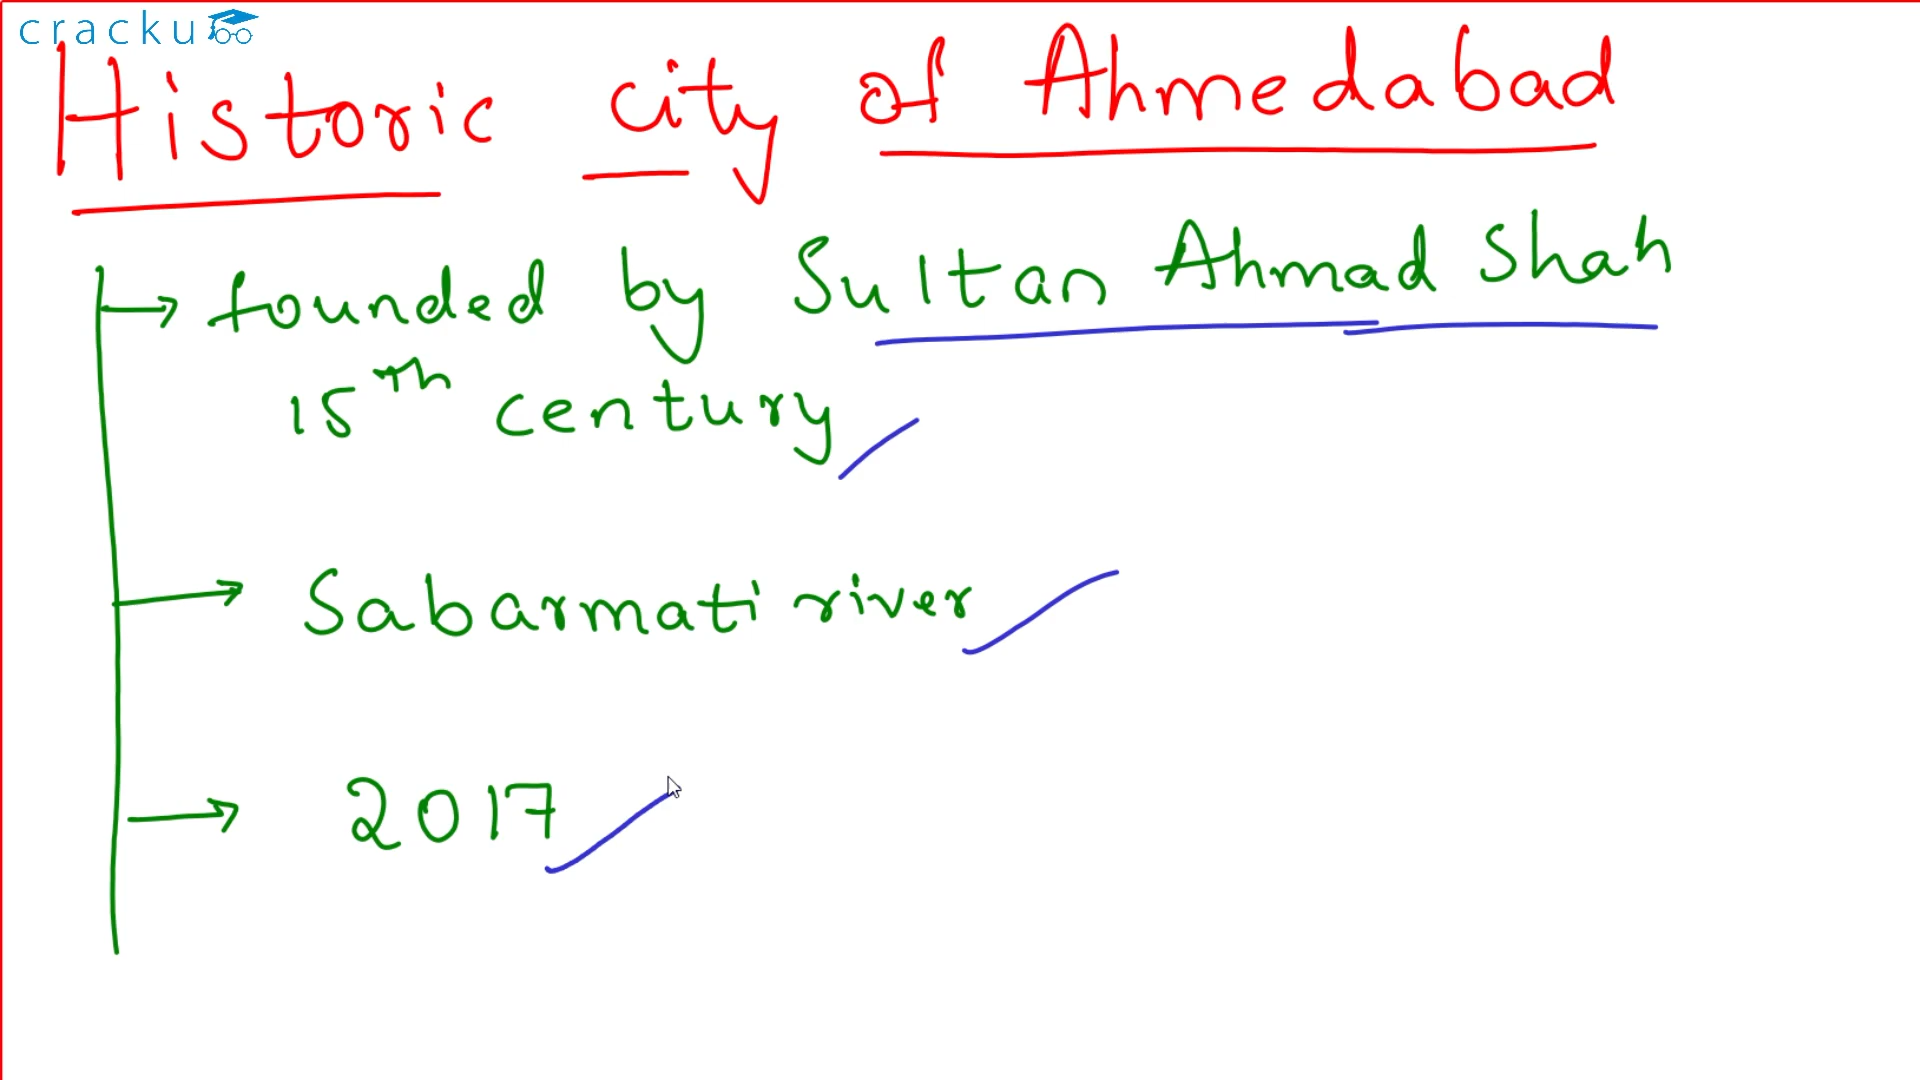 cracku
Historic city of Ahmedabad
founded by Sultan Ahmad Shah
15th century
Sabarmati river
2017